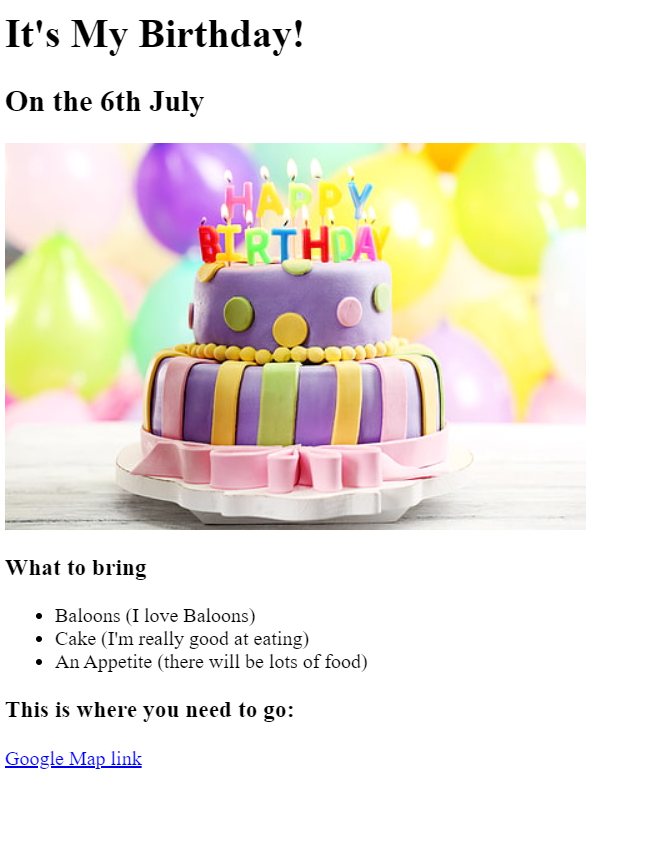 It's My Birthday!
On the 6th July
HAPPY
BIRTHDAY
What to bring
Baloons (I love Baloons)
Cake (I'm really good at eating)
An Appetite (there will be lots of food)
This is where you need to go:
Google Map link